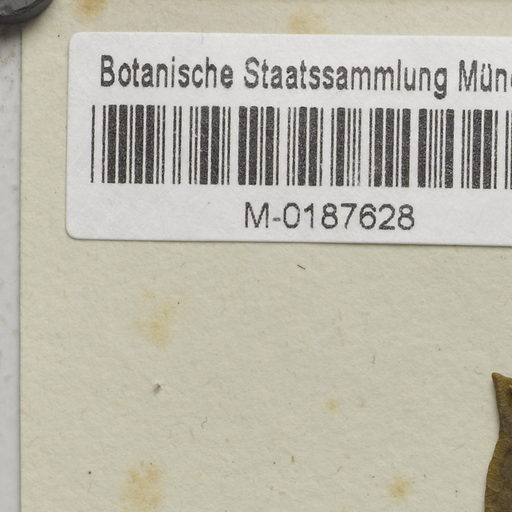 Botanische Staatssammlung Mün
M-0187628